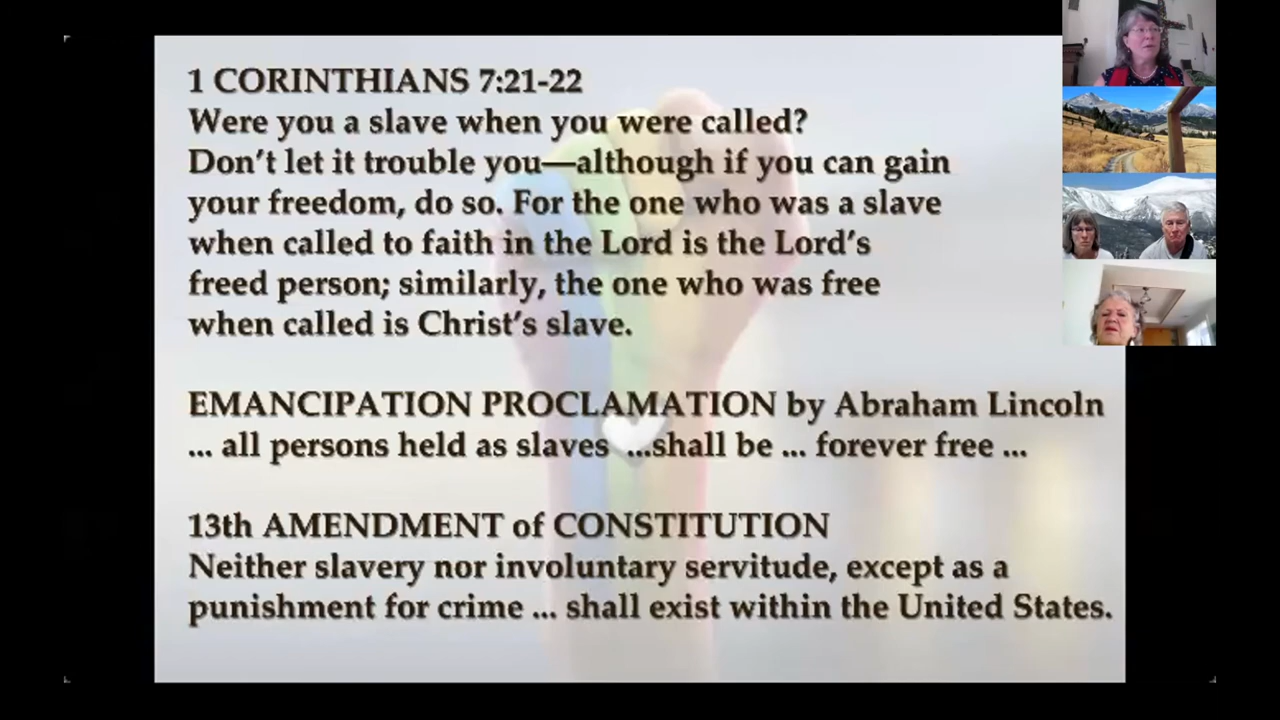 1 CORINTHIANS 7:21-22
Were you a slave when you were called?
Don’t let it trouble you—although if you can gain
your freedom, do so. For the one who was a slave
when called to faith in the Lord is the Lord’s
freed person; similarly, the one who was free
when called is Christ’s slave.
EMANCIPATION PROCLAMATION by Abraham Lincoln
... all persons held as slaves ...shall be ... forever free ...
13th AMENDMENT of CONSTITUTION
Neither slavery nor involuntary servitude, except as a
punishment for crime ... shall exist within the United States.